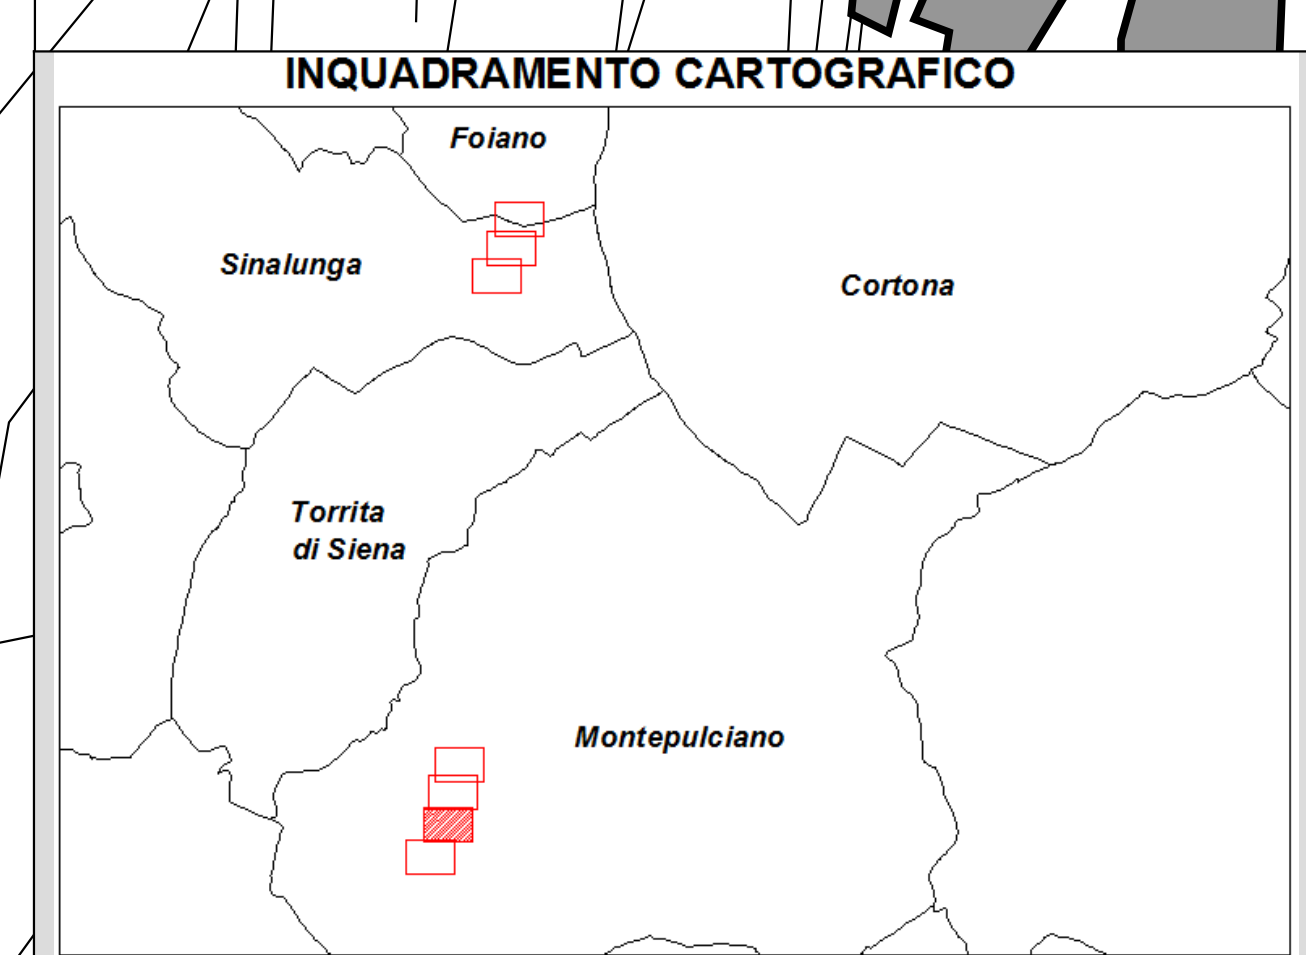 INQUADRAMENTO CARTOGRAFICO
Foiano
Sinalunga
Cortona
Torrita
di Siena
Montepulciano